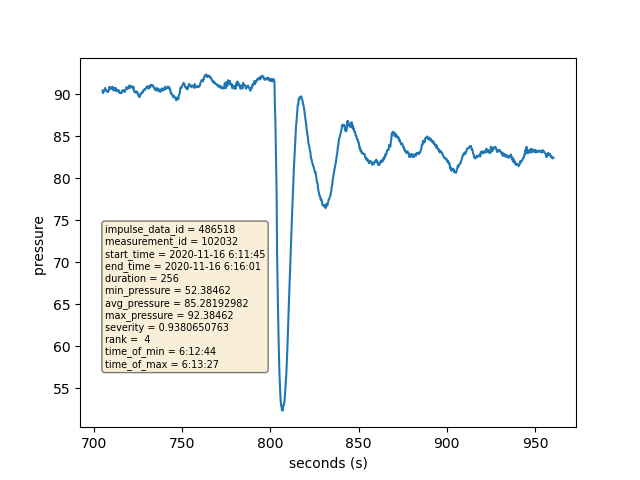 90
85
80
75
70
65
60
55
pressure
impulse_data_id = 486518
measurement_id = 102032
start_time = 2020-11-16 6:11:45
end_time = 2020-11-16 6:16:01
duration = 256
min_pressure = 52.38462
avg_pressure = 85.28192982
max_pressure = 92.38462
severity = 0.9380650763
rank =  4
time_of_min = 6:12:44
time_of_max = 6:13:27
700 750 800 850 900 950
seconds (s)